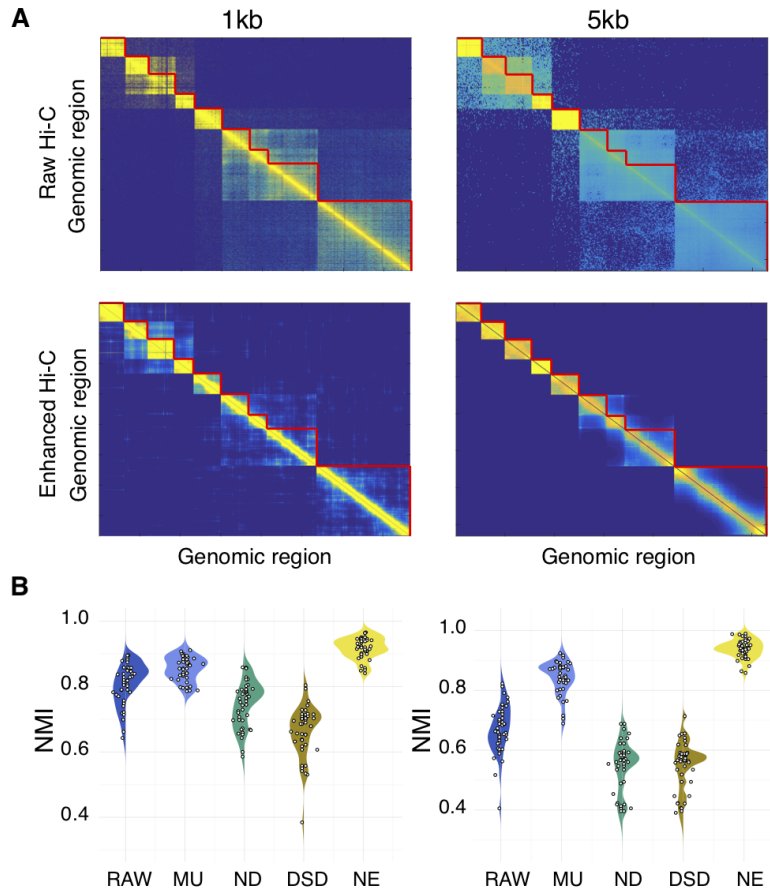 A
1kb
5kb
Raw Hi-C
Genomic region
Enhanced Hi-C
Genomic region
Genomic region
Genomic region
B
1.0
0.8
0.6
0.4
NMI
RAW MU ND DSD NE
1.0
0.8
0.6
0.4
NMI
RAW MU ND DSD NE